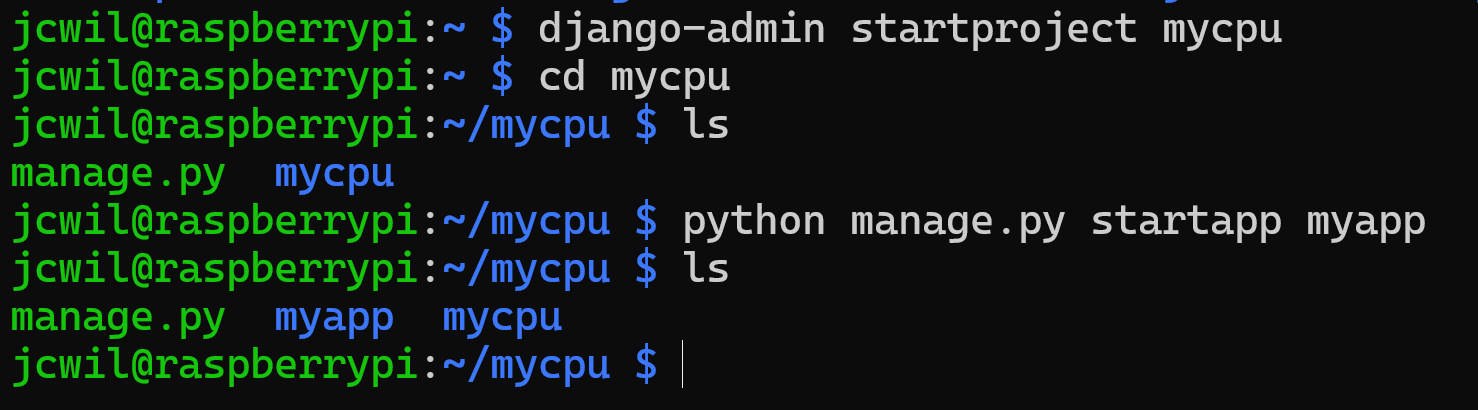 jcwil@raspberrypi:~ $ django-admin startproject mycpu
jcwil@raspberrypi:~ $ cd mycpu
jcwil@raspberrypi:~/mycpu $ ls
manage.py  mycpu
jcwil@raspberrypi:~/mycpu $ python manage.py startapp myapp
jcwil@raspberrypi:~/mycpu $ ls
manage.py  myapp  mycpu
jcwil@raspberrypi:~/mycpu $